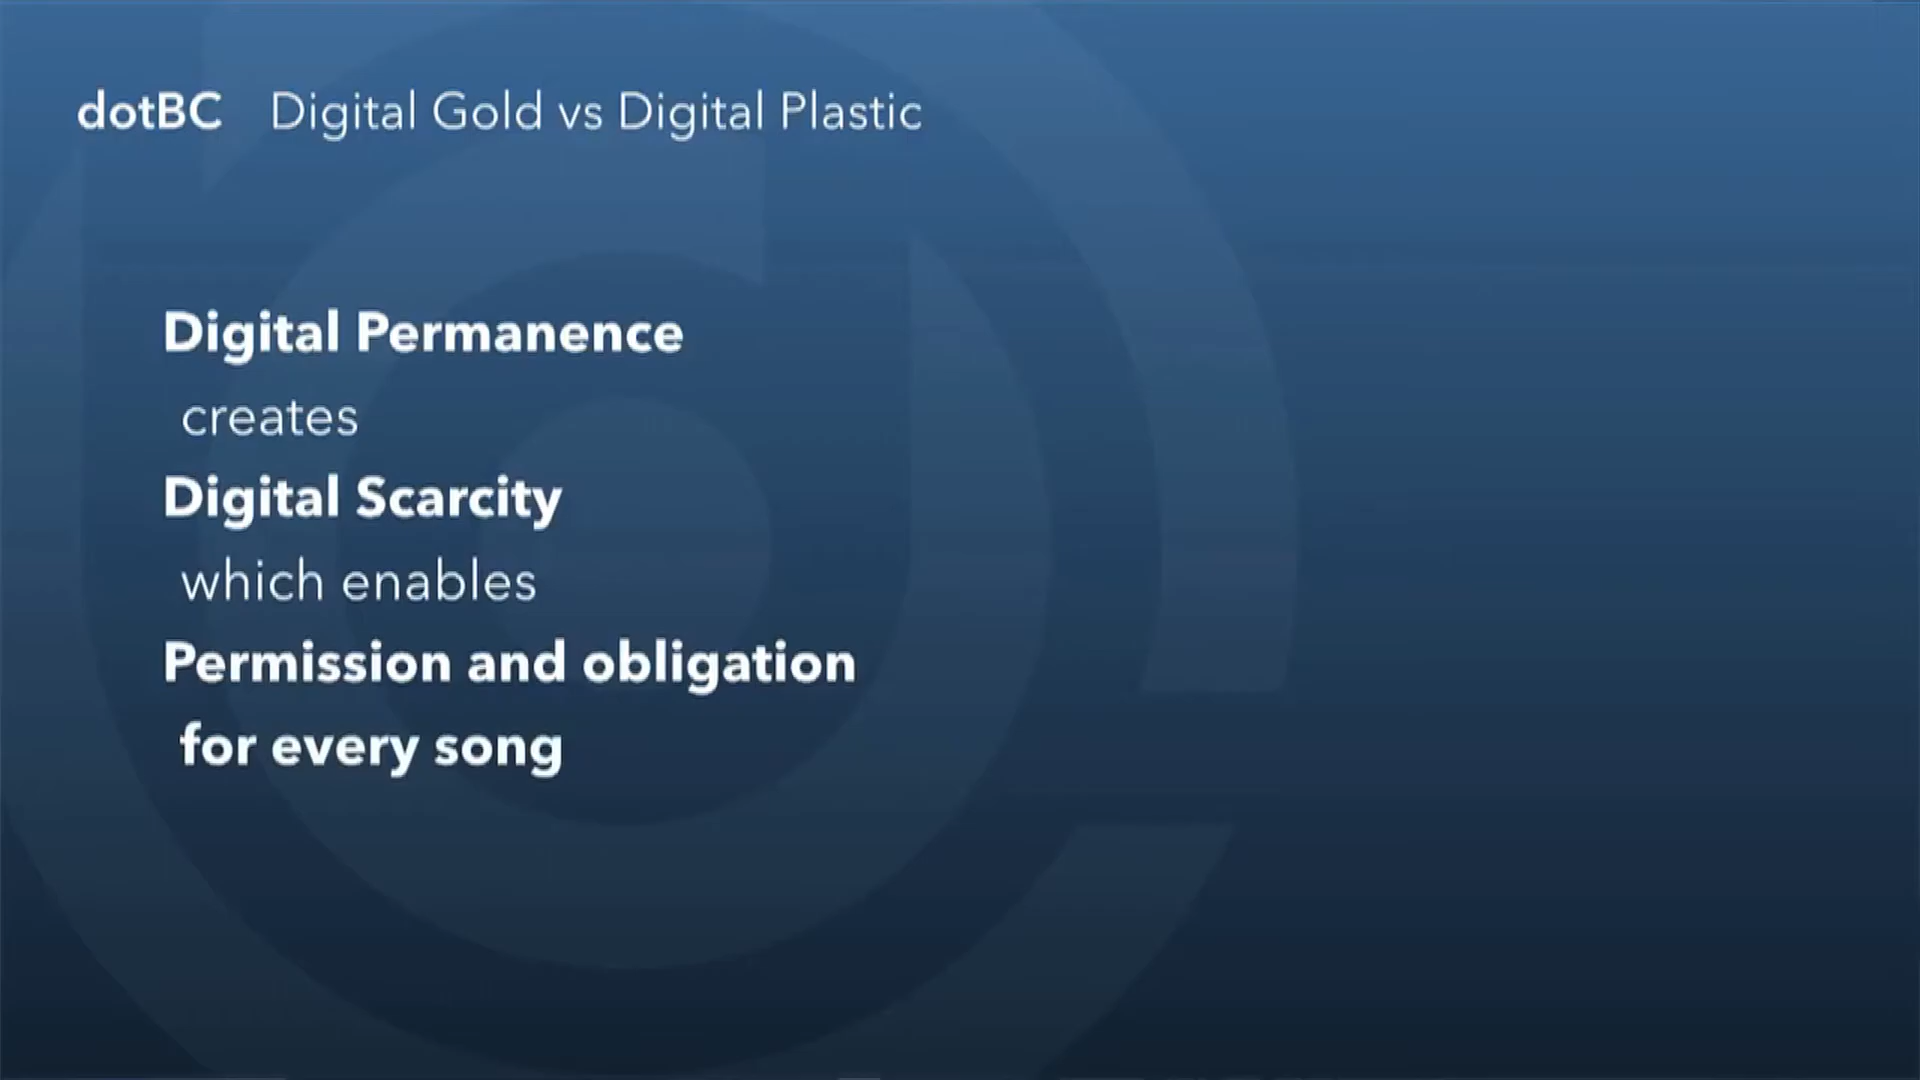 dotBC Digital Gold vs Digital Plastic
Digital Permanence
creates
Digital Scarcity
which enables
Permission and obligation
for every song